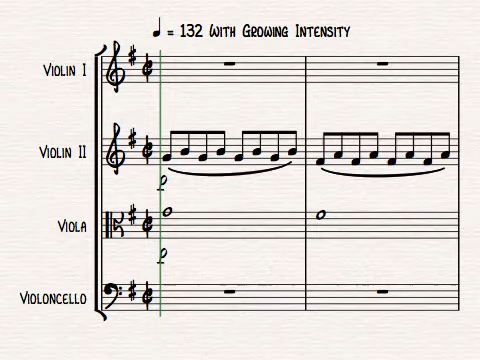 ♩ = 132 With Growing Intensity
Violin I
Violin II
p
Viola
p
Violoncello